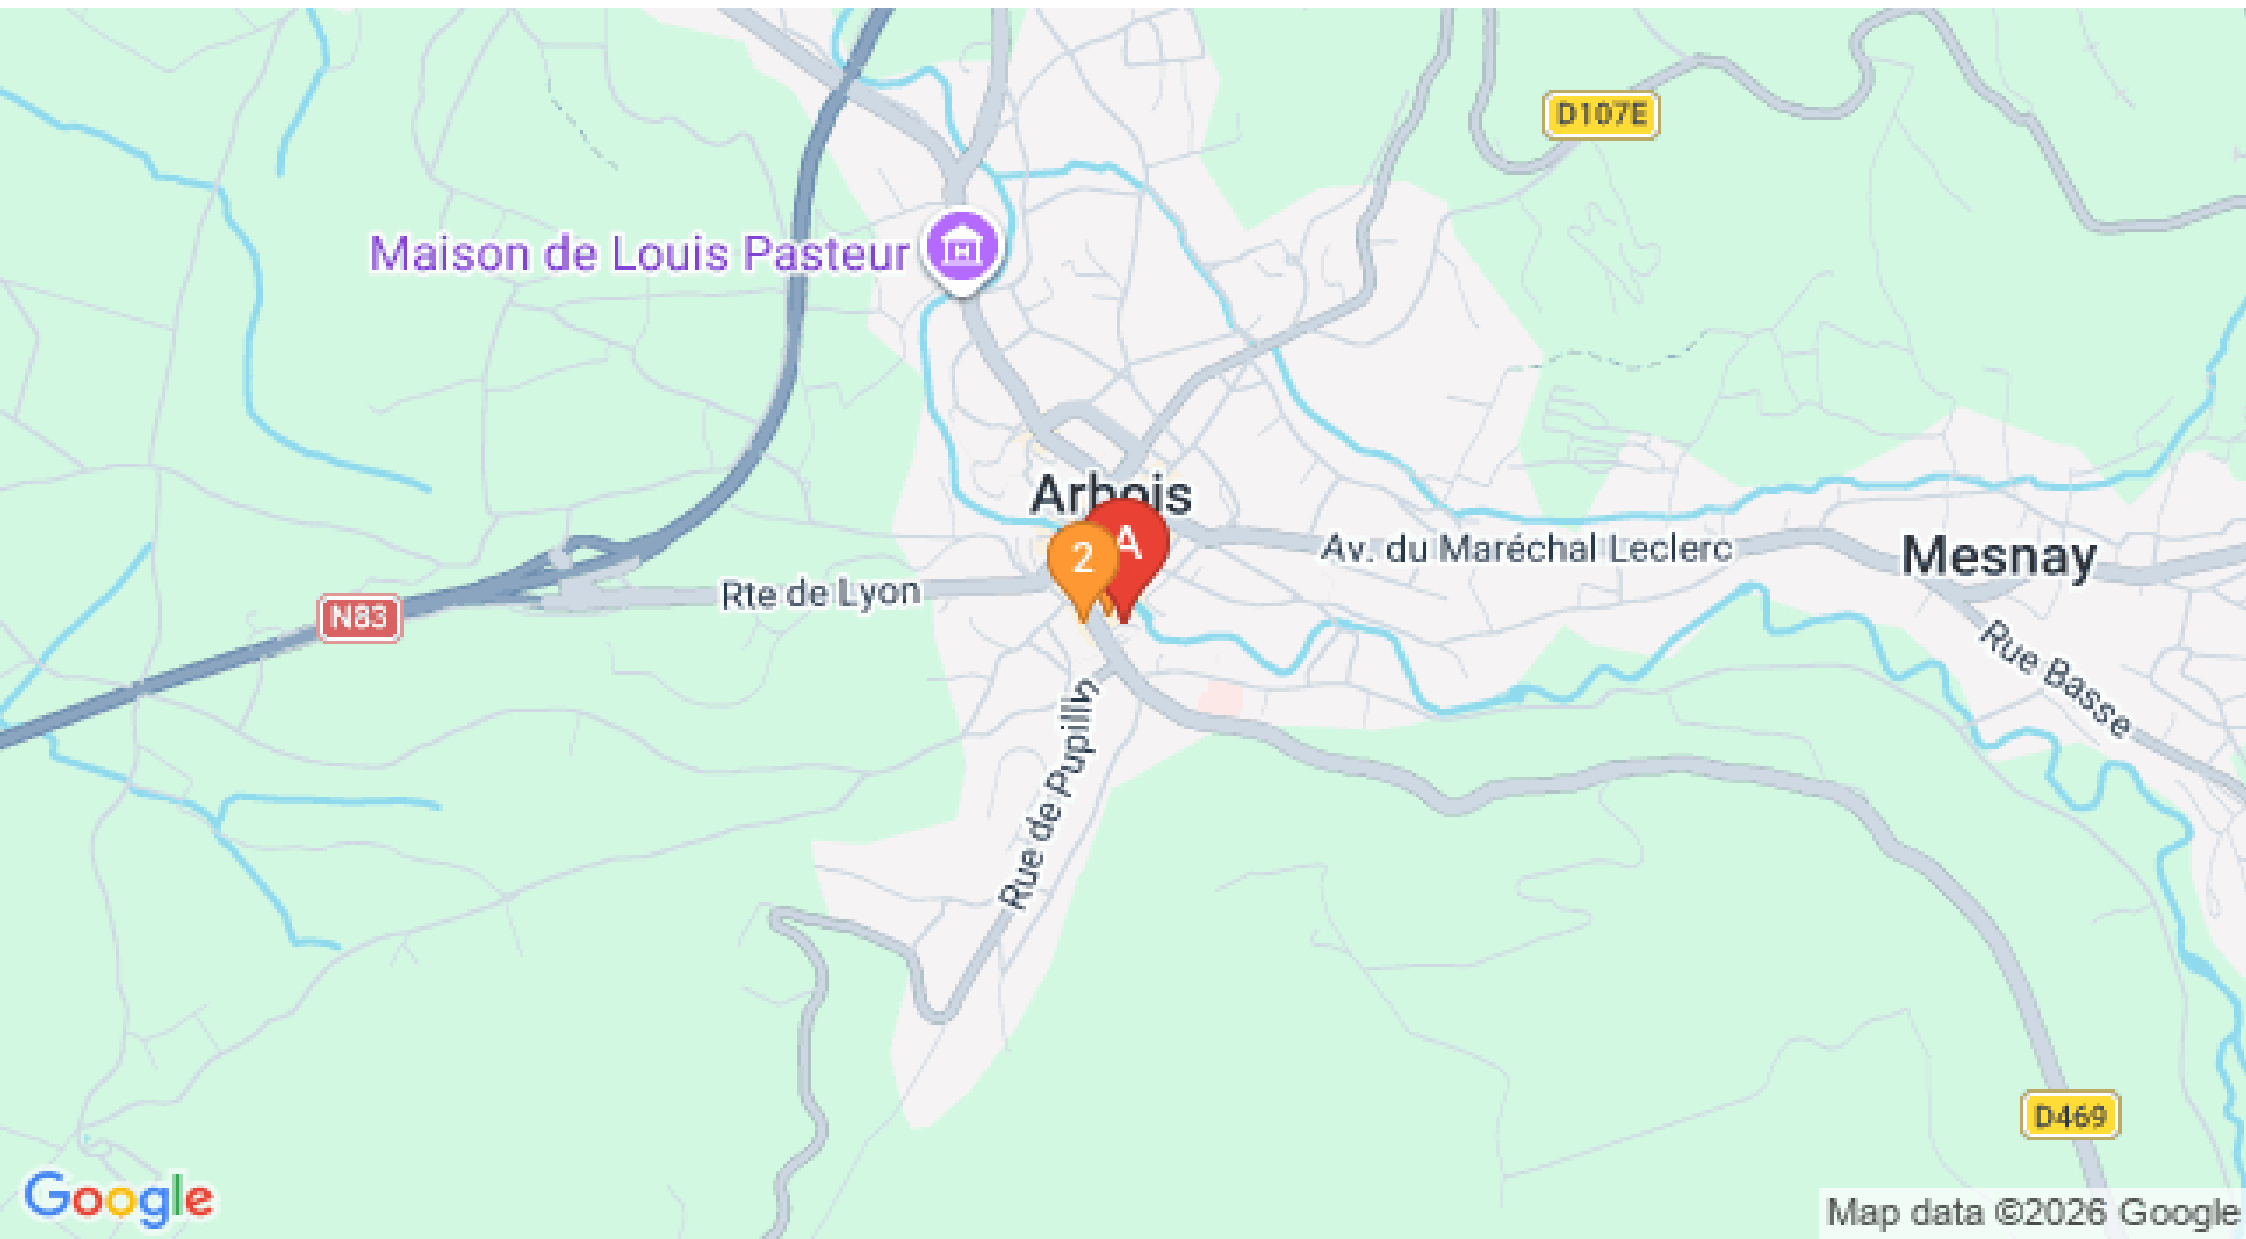 D107E
Maison de Louis Pasteur
Arbois
A
2
Av. du Maréchal Leclerc
Mesnay
Rte de Lyon
N83
Rue Basse
Rue de Pupillin
D469
Google
Map data ©2026 Google